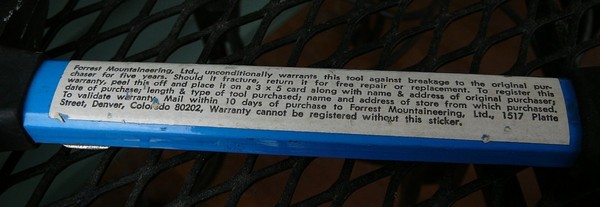 Forrest Mountaineering, Ltd., unconditionally warrants this tool against breakage to the original pur-
chaser for five years. Should it fracture, return it for free repair or replacement. To register this
warranty, peel this off and place it on a 3 x 5 card along with name & address of original purchaser;
date of purchase; length & type of tool purchased; name and address of store from which purchased.
To validate warranty, Mail within 10 days of purchase to Forrest Mountaineering, Ltd., 1517 Platte
Street, Denver, Colorado 80202, Warranty cannot be registered without this sticker.